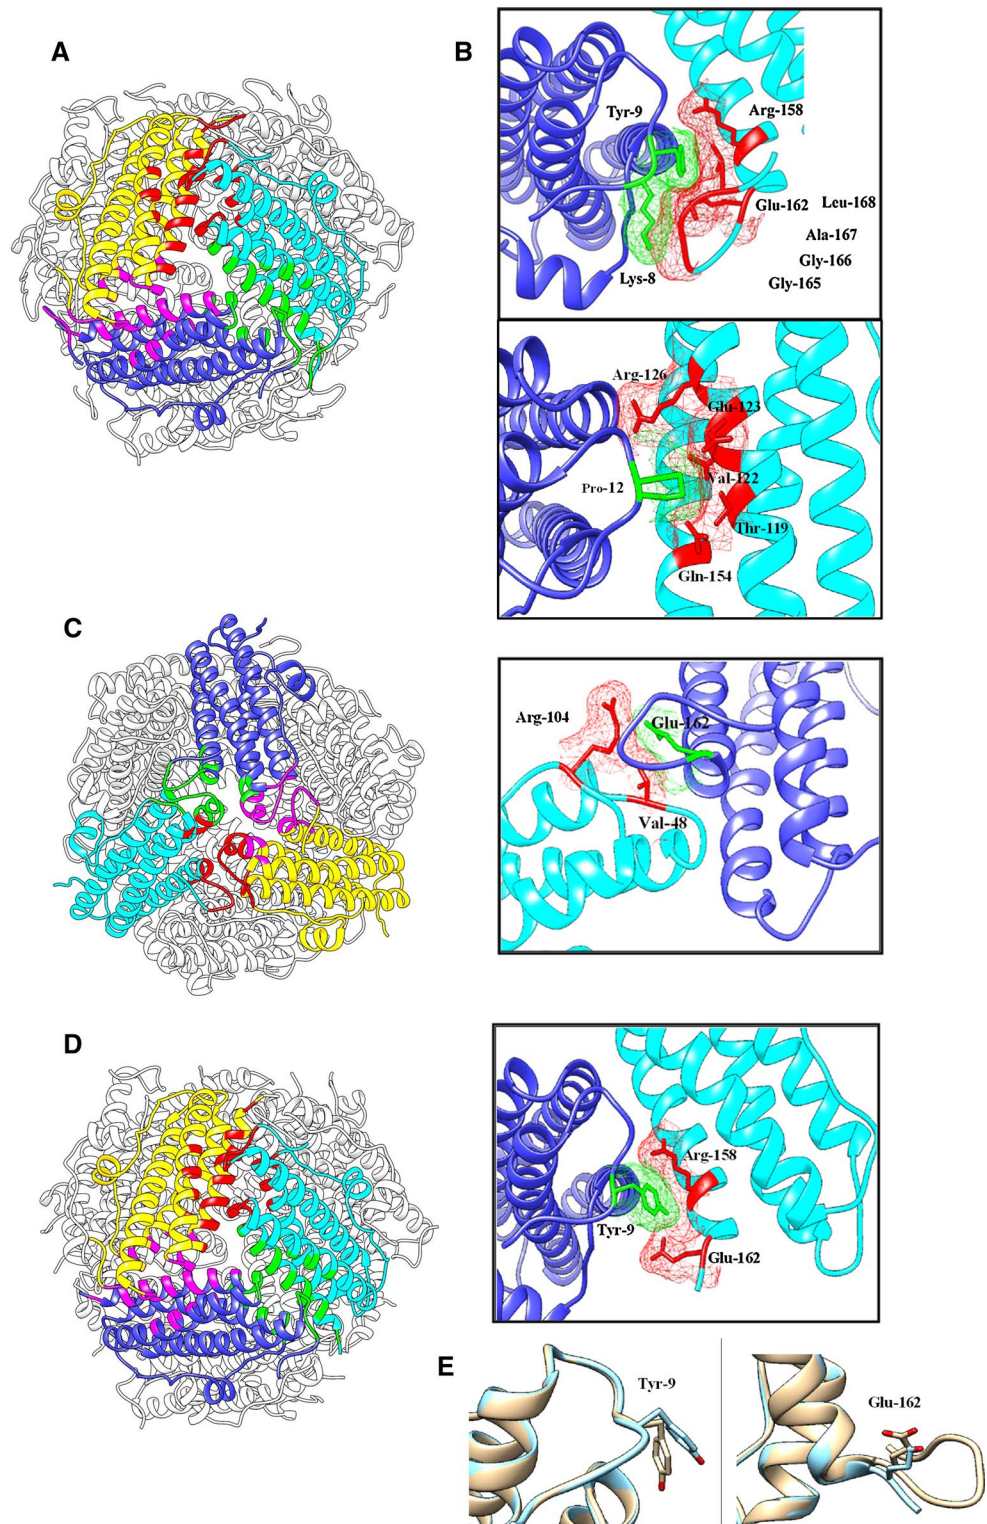 A
B
Tyr-9
Arg-158
Glu-162
Leu-168
Ala-167
Gly-166
Lys-8
Gly-165
Arg-126
Glu-123
Pro-12
Val-122
Thr-119
Gln-154
C
Arg-104
Glu-162
Val-48
D
Arg-158
Tyr-9
Glu-162
E
Tyr-9
Glu-162